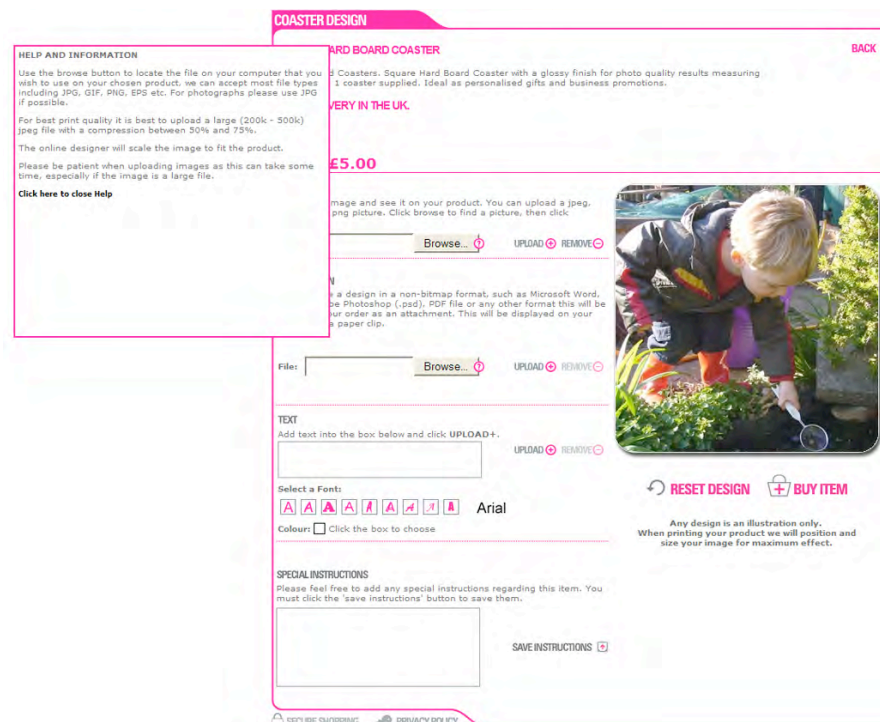 COASTER DESIGN
HELP AND INFORMATION
Use the browse button to locate the file on your computer that you
wish to use on your chosen product. we can accept most file types
including JPG, GIF, PNG, EPS etc. For photographs please use JPG
if possible.
For best print quality it is best to upload a large (200k - 500k)
jpeg file with a compression between 50% and 75%.
The online designer will scale the image to fit the product.
Please be patient when uploading images as this can take some
time, especially if the image is a large file.
Click here to close Help
ARD BOARD COASTER
BACK
d Coasters. Square Hard Board Coaster with a glossy finish for photo quality results measuring
1 coaster supplied. Ideal as personalised gifts and business
promotions.
VERY IN THE UK.
£5.00
mage and see it on your product. You can upload a jpeg,
png picture. Click browse to find a picture, then click
Browse... ? UPLOAD + REMOVE -
N
e a design in a non-bitmap format, such as Microsoft Word,
be Photoshop (.psd), PDF file or any other format this will be
ur order as an attachment. This will be displayed on your
a paper clip.
File: Browse... ? UPLOAD + REMOVE -
TEXT
Add text into the box below and click UPLOAD+.
UPLOAD + REMOVE -
Select a Font:
A A A A A A A A A Arial
Colour: Click the box to choose
RESET DESIGN + BUY ITEM
Any design is an illustration only.
When printing your product we will position and
size your image for maximum effect.
SPECIAL INSTRUCTIONS
Please feel free to add any special instructions regarding this item. You
must click the 'save instructions' button to save them.
SAVE INSTRUCTIONS +
SECURE SHOPPING PRIVACY POLICY